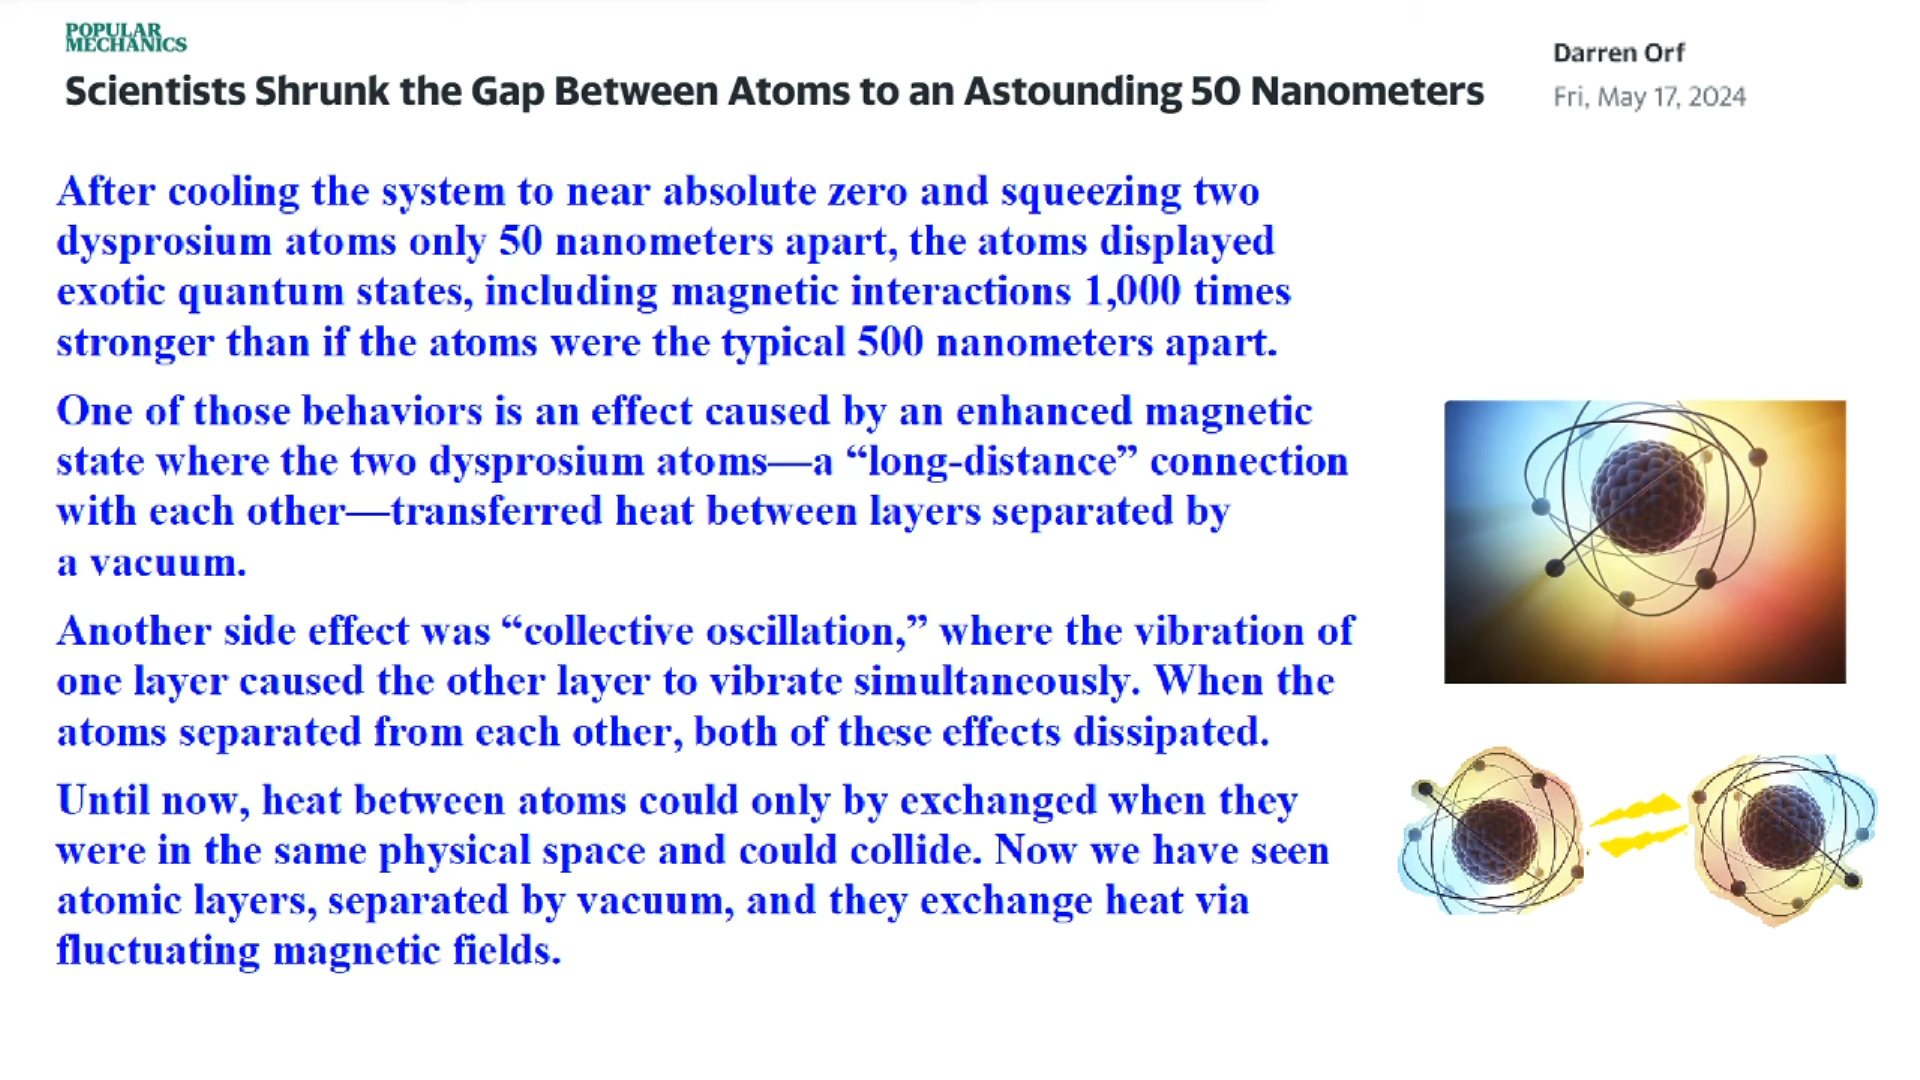 POPULAR
MECHANICS
Scientists Shrunk the Gap Between Atoms to an Astounding 50 Nanometers
Darren Orf
Fri, May 17, 2024
After cooling the system to near absolute zero and squeezing two
dysprosium atoms only 50 nanometers apart, the atoms displayed
exotic quantum states, including magnetic interactions 1,000 times
stronger than if the atoms were the typical 500 nanometers apart.
One of those behaviors is an effect caused by an enhanced magnetic
state where the two dysprosium atoms—a “long-distance” connection
with each other—transferred heat between layers separated by
a vacuum.
Another side effect was “collective oscillation,” where the vibration of
one layer caused the other layer to vibrate simultaneously. When the
atoms separated from each other, both of these effects dissipated.
Until now, heat between atoms could only by exchanged when they
were in the same physical space and could collide. Now we have seen
atomic layers, separated by vacuum, and they exchange heat via
fluctuating magnetic fields.